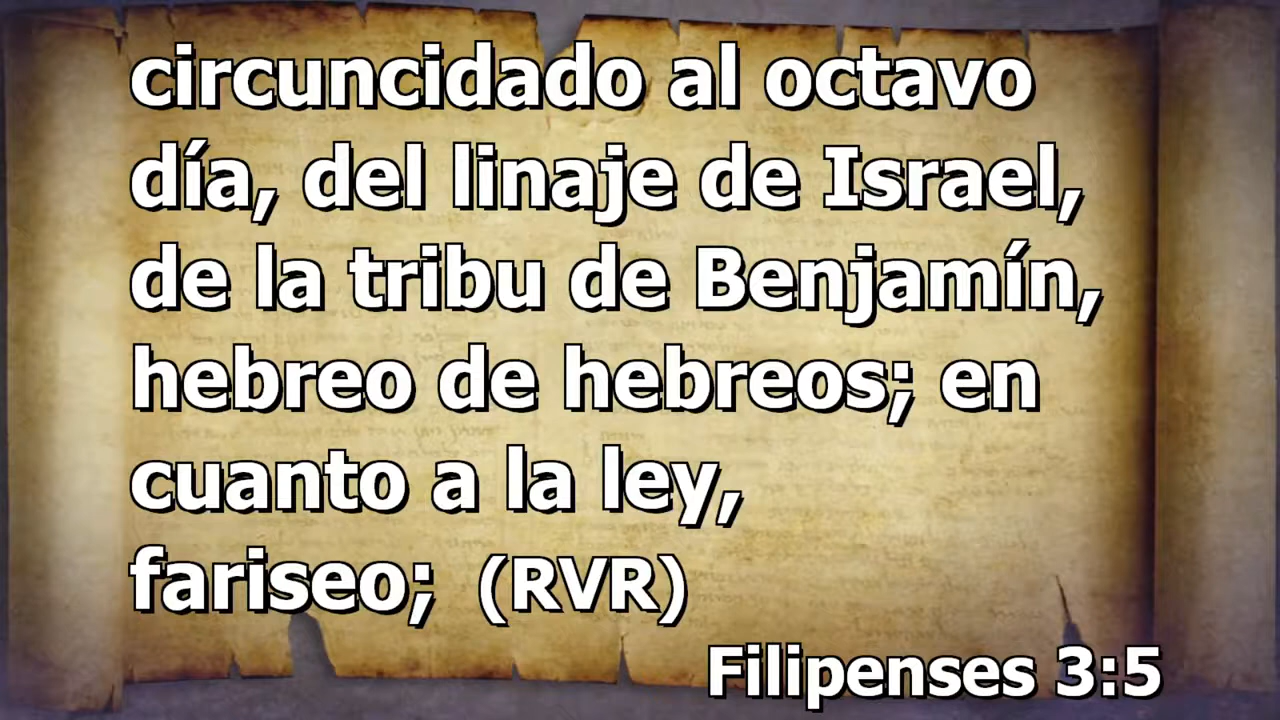 circuncidado al octavo
día, del linaje de Israel,
de la tribu de Benjamín,
hebreo de hebreos; en
cuanto a la ley,
fariseo; (RVR)
Filipenses 3:5